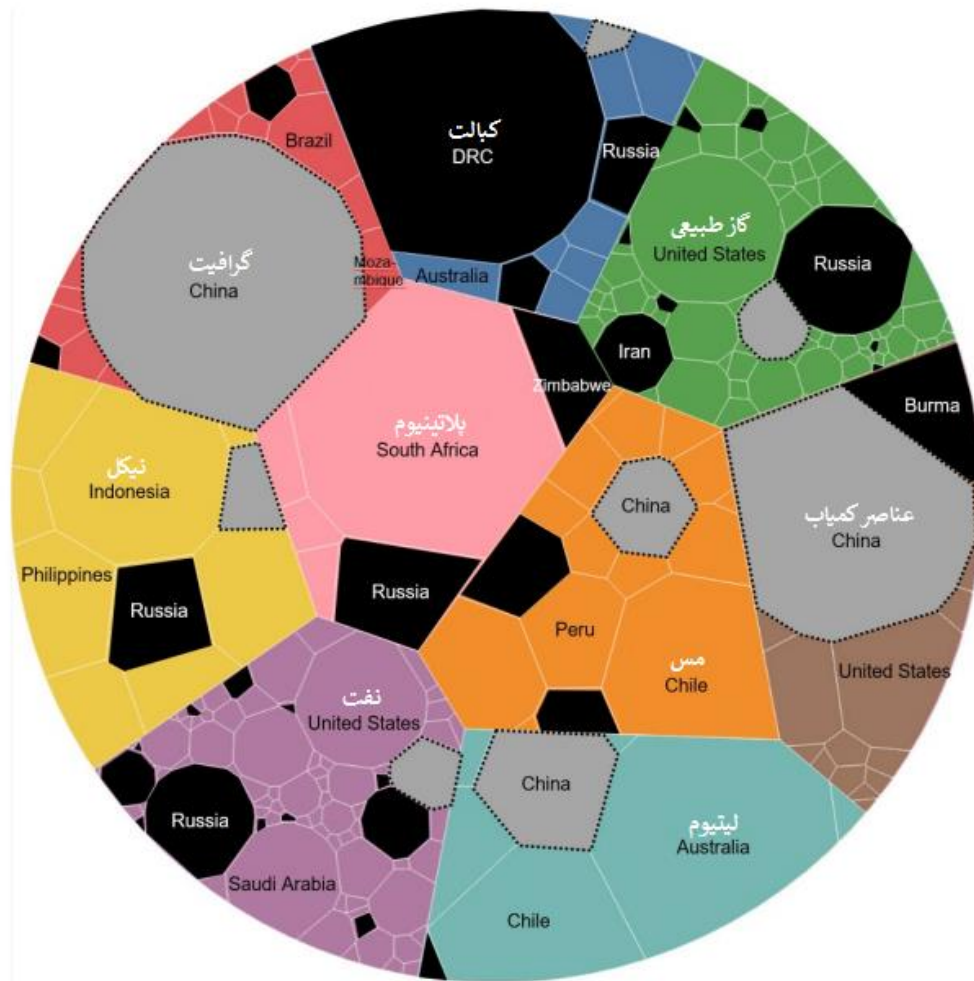 کبالت
DRC
Russia
Brazil
گرافیت
China
Moza-
mbique
Australia
گاز طبیعی
United States
Russia
Iran
Zimbabwe
پلاتینیوم
South Africa
Russia
Burma
عناصر کمیاب
China
United States
نیکل
Indonesia
Philippines
Russia
China
Peru
مس
Chile
نفت
United States
Russia
Saudi Arabia
China
لیتیوم
Australia
Chile